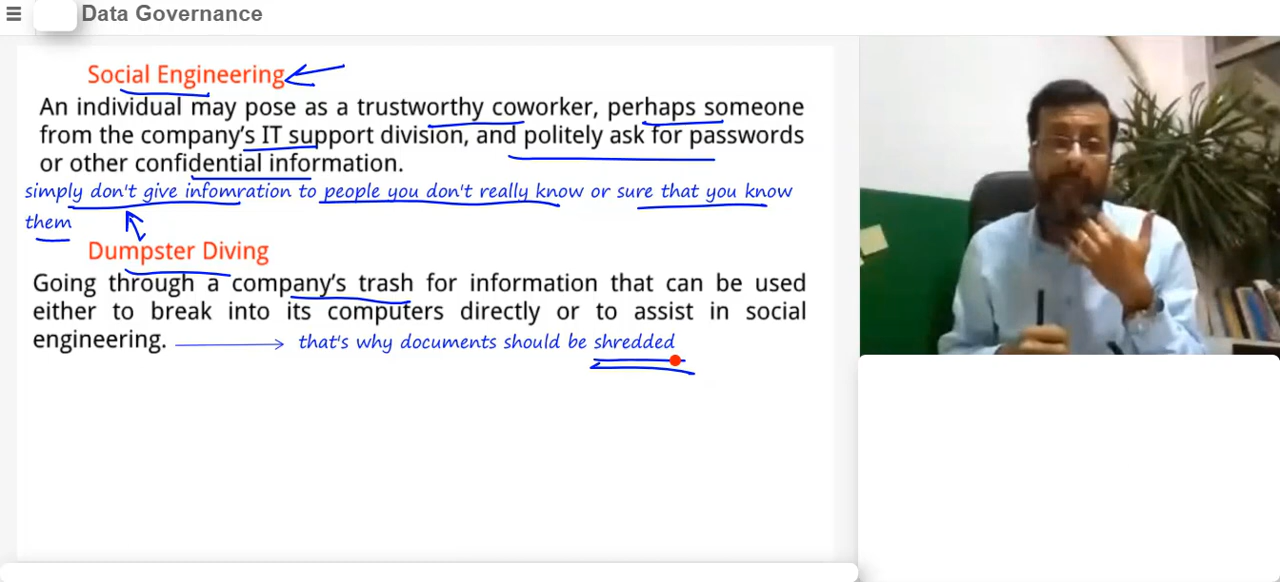 Data Governance
Social Engineering
An individual may pose as a trustworthy coworker, perhaps someone
from the company's IT support division, and politely ask for passwords
or other confidential information.
simply don't give infomration to people you don't really know or sure that you know
them
Dumpster Diving
Going through a company's trash for information that can be used
either to break into its computers directly or to assist in social
engineering.
that's why documents should be shredded